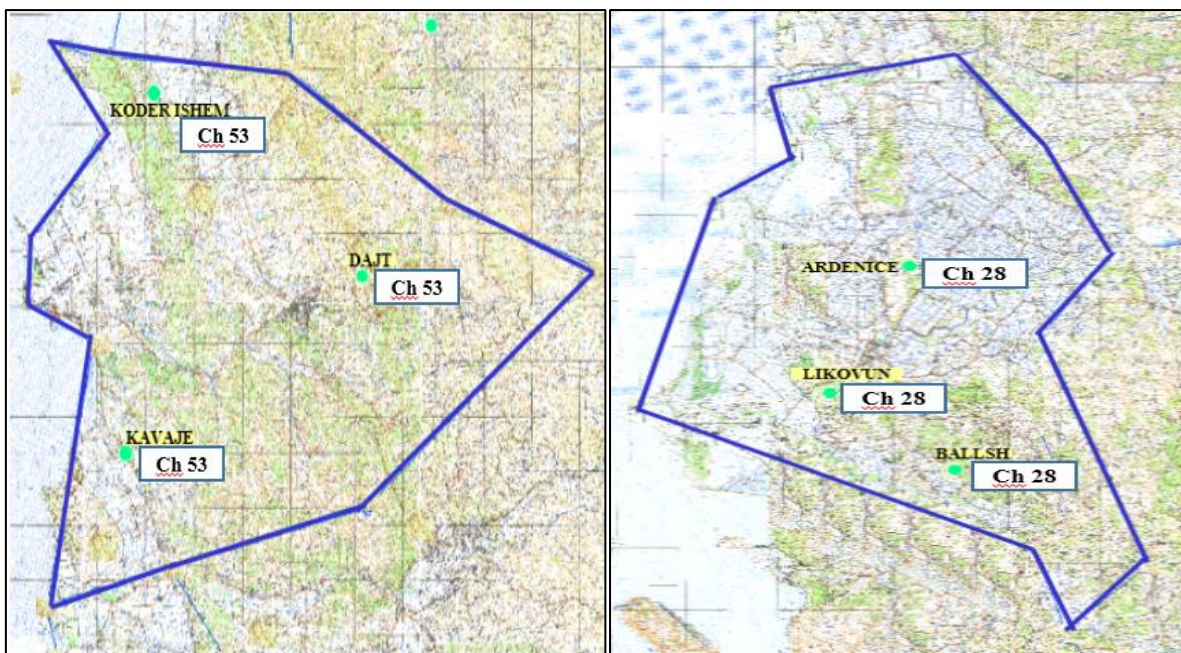 KODER ISHEM
Ch 53
DAJT
Ch 53
KAVAJE
Ch 53
ARDENICE
Ch 28
LIKOVUN
Ch 28
BALLSH
Ch 28